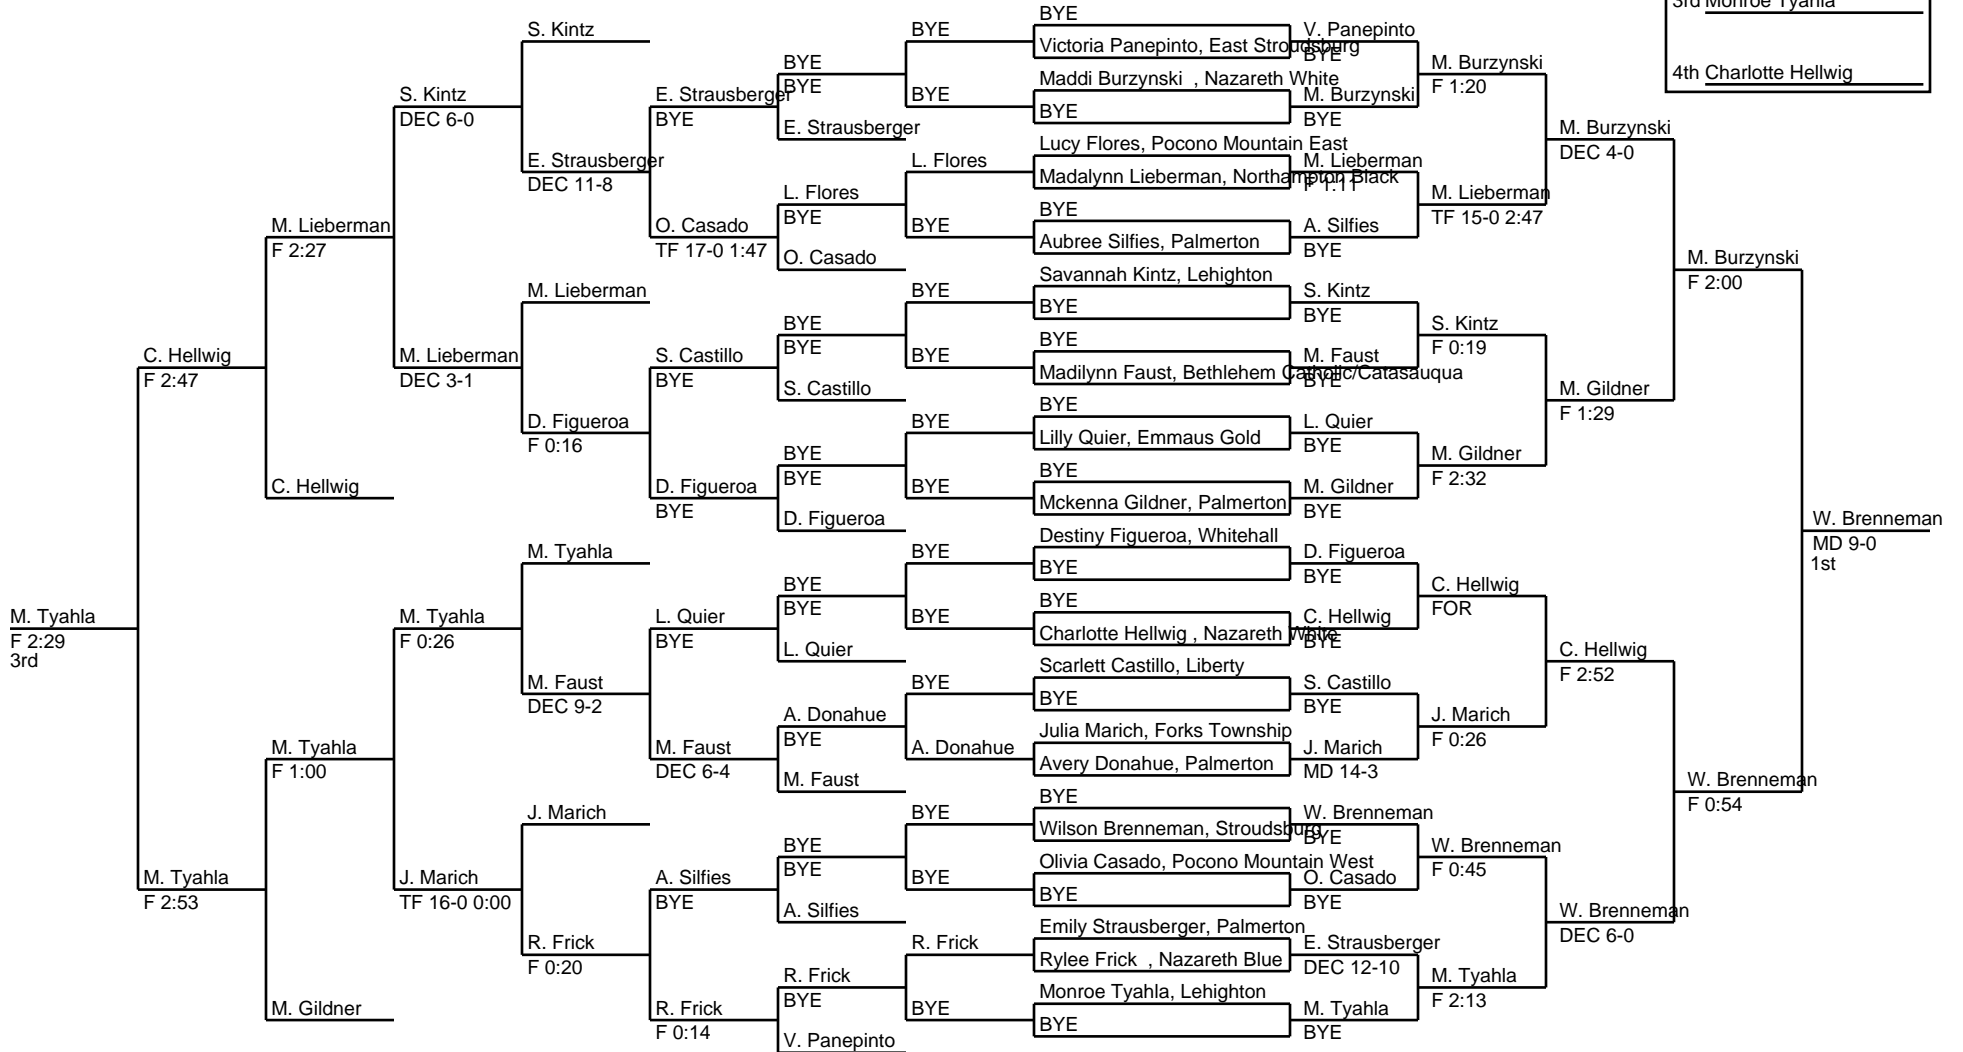 3rd Monroe Tyahla
4th Charlotte Hellwig
M. Tyahla
F 2:29
3rd
C. Hellwig
F 2:47
M. Tyahla
F 2:53
M. Lieberman
F 2:27
C. Hellwig
M. Tyahla
F 1:00
M. Gildner
S. Kintz
DEC 6-0
M. Lieberman
DEC 3-1
M. Tyahla
F 0:26
J. Marich
TF 16-0 0:00
S. Kintz
E. Strausberger
DEC 11-8
M. Lieberman
D. Figueroa
F 0:16
M. Tyahla
M. Faust
DEC 9-2
J. Marich
R. Frick
F 0:20
E. Strausberger
BYE
O. Casado
TF 17-0 1:47
S. Castillo
BYE
D. Figueroa
BYE
L. Quier
BYE
M. Faust
DEC 6-4
A. Silfies
BYE
R. Frick
F 0:14
BYE
BYE
E. Strausberger
L. Flores
BYE
O. Casado
BYE
BYE
S. Castillo
BYE
BYE
D. Figueroa
BYE
BYE
L. Quier
A. Donahue
BYE
M. Faust
BYE
BYE
A. Silfies
R. Frick
BYE
V. Panepinto
BYE
BYE
L. Flores
BYE
BYE
BYE
BYE
BYE
BYE
BYE
BYE
A. Donahue
BYE
BYE
R. Frick
BYE
BYE
Victoria Panepinto, East Stroudsburg
Maddi Burzynski , Nazareth White
BYE
Lucy Flores, Pocono Mountain East
Madalynn Lieberman, Northampton Black
BYE
Aubree Silfies, Palmerton
Savannah Kintz, Lehighton
BYE
BYE
Madilynn Faust, Bethlehem Catholic/Catasauqua
BYE
Lilly Quier, Emmaus Gold
BYE
Mckenna Gildner, Palmerton
Destiny Figueroa, Whitehall
BYE
BYE
Charlotte Hellwig , Nazareth White
Scarlett Castillo, Liberty
BYE
Julia Marich, Forks Township
Avery Donahue, Palmerton
BYE
Wilson Brenneman, Stroudsburg
Olivia Casado, Pocono Mountain West
BYE
Emily Strausberger, Palmerton
Rylee Frick , Nazareth Blue
Monroe Tyahla, Lehighton
BYE
V. Panepinto
BYE
M. Burzynski
BYE
M. Lieberman
F 1:11
A. Silfies
BYE
S. Kintz
BYE
M. Faust
BYE
L. Quier
BYE
M. Gildner
BYE
D. Figueroa
BYE
C. Hellwig
BYE
S. Castillo
BYE
J. Marich
MD 14-3
W. Brenneman
BYE
O. Casado
BYE
E. Strausberger
DEC 12-10
M. Tyahla
BYE
M. Burzynski
F 1:20
M. Lieberman
TF 15-0 2:47
S. Kintz
F 0:19
M. Gildner
F 2:32
C. Hellwig
FOR
J. Marich
F 0:26
W. Brenneman
F 0:45
M. Tyahla
F 2:13
M. Burzynski
DEC 4-0
M. Gildner
F 1:29
C. Hellwig
F 2:52
W. Brenneman
DEC 6-0
M. Burzynski
F 2:00
W. Brenneman
F 0:54
W. Brenneman
MD 9-0
1st